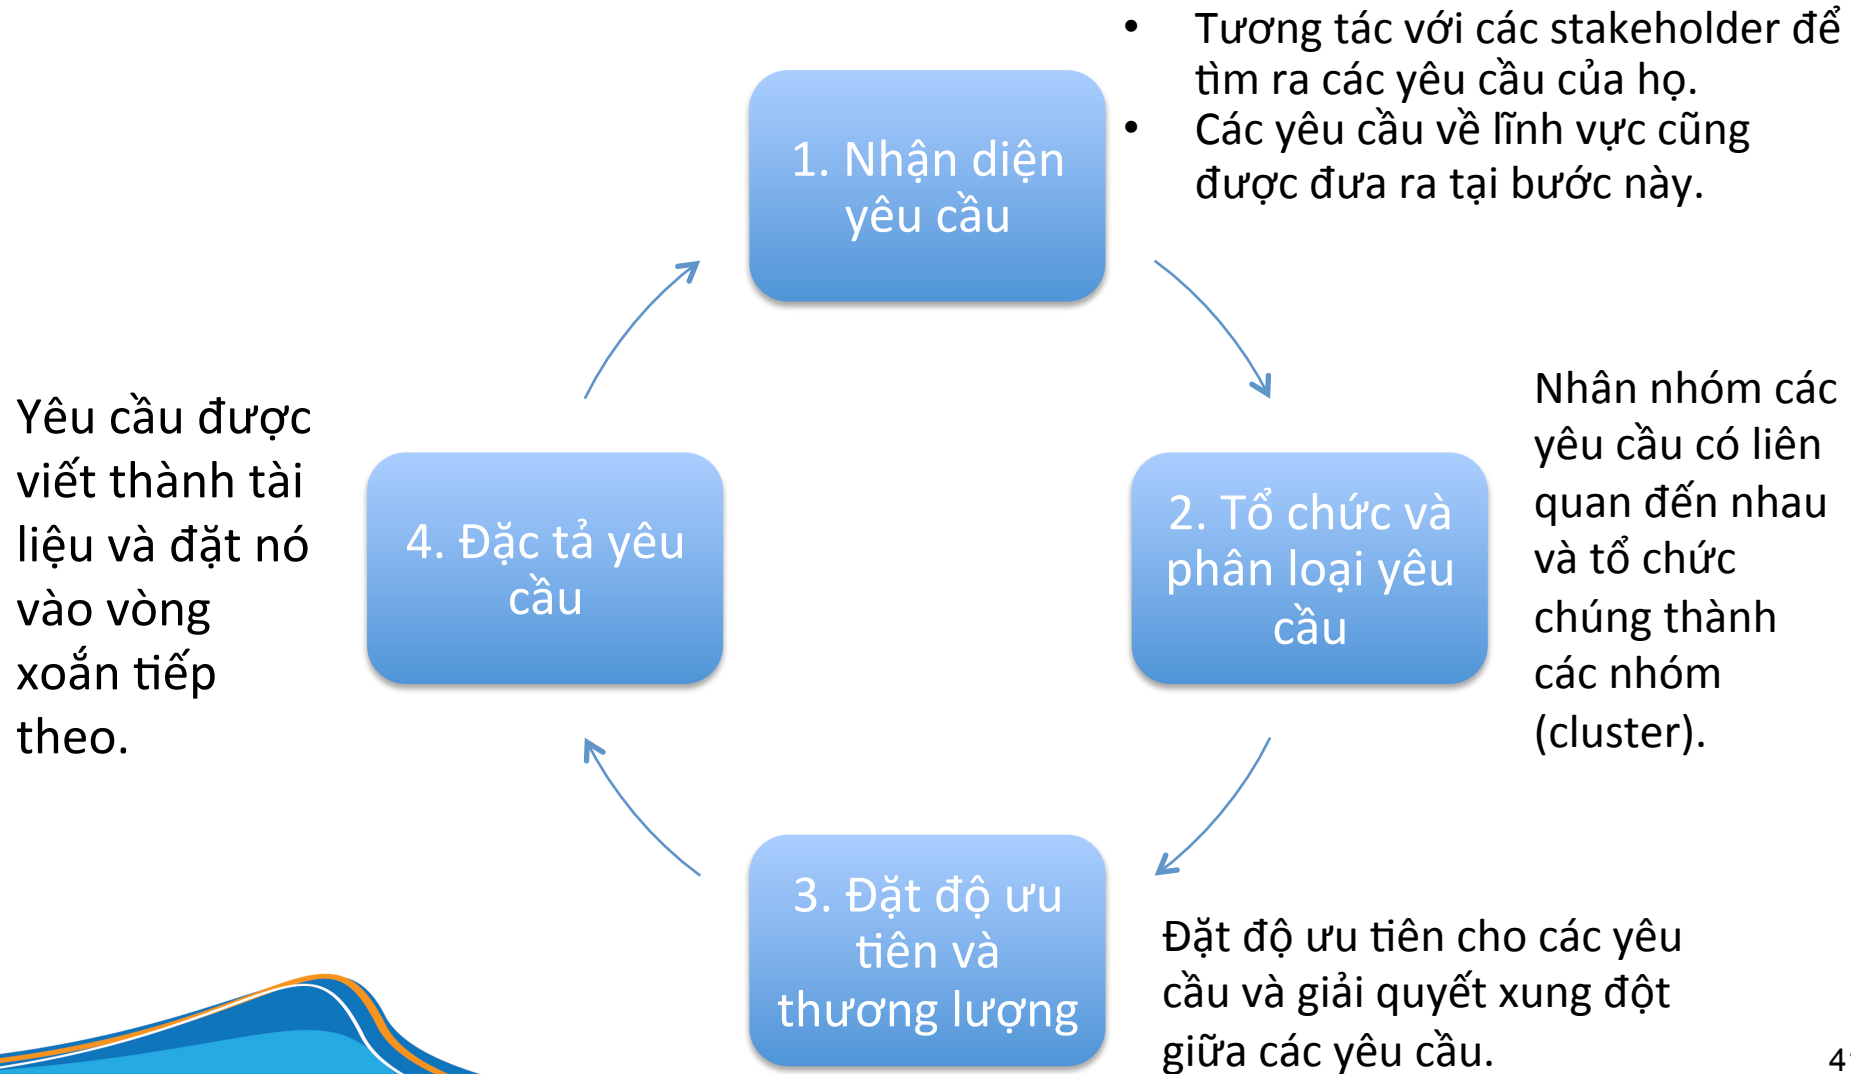 • Tương tác với các stakeholder để
tìm ra các yêu cầu của họ.
• Các yêu cầu về lĩnh vực cũng
được đưa ra tại bước này.
1. Nhận diện
yêu cầu
Nhân nhóm các
yêu cầu có liên
quan đến nhau
và tổ chức
chúng thành
các nhóm
(cluster).
2. Tổ chức và
phân loại yêu
cầu
3. Đặt độ ưu
tiên và
thương lượng
Đặt độ ưu tiên cho các yêu
cầu và giải quyết xung đột
giữa các yêu cầu.
4. Đặc tả yêu
cầu
Yêu cầu được
viết thành tài
liệu và đặt nó
vào vòng
xoắn tiếp
theo.